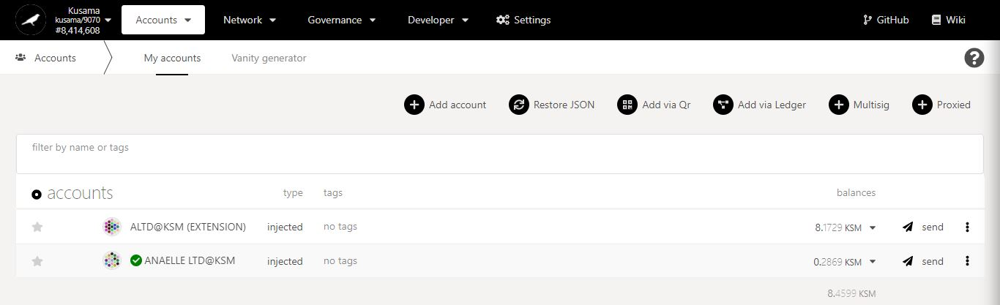 Kusama
kusama/9070
#8,414,608
Accounts Network Governance Developer Settings GitHub Wiki
Accounts My accounts Vanity generator ?
Add account Restore JSON Add via Qr Add via Ledger Multisig Proxied
filter by name or tags
accounts type tags balances
ALTD@KSM (EXTENSION) injected no tags 8.1729 KSM send
ANAELLE LTD@KSM injected no tags 0.2869 KSM send
8.4599 KSM